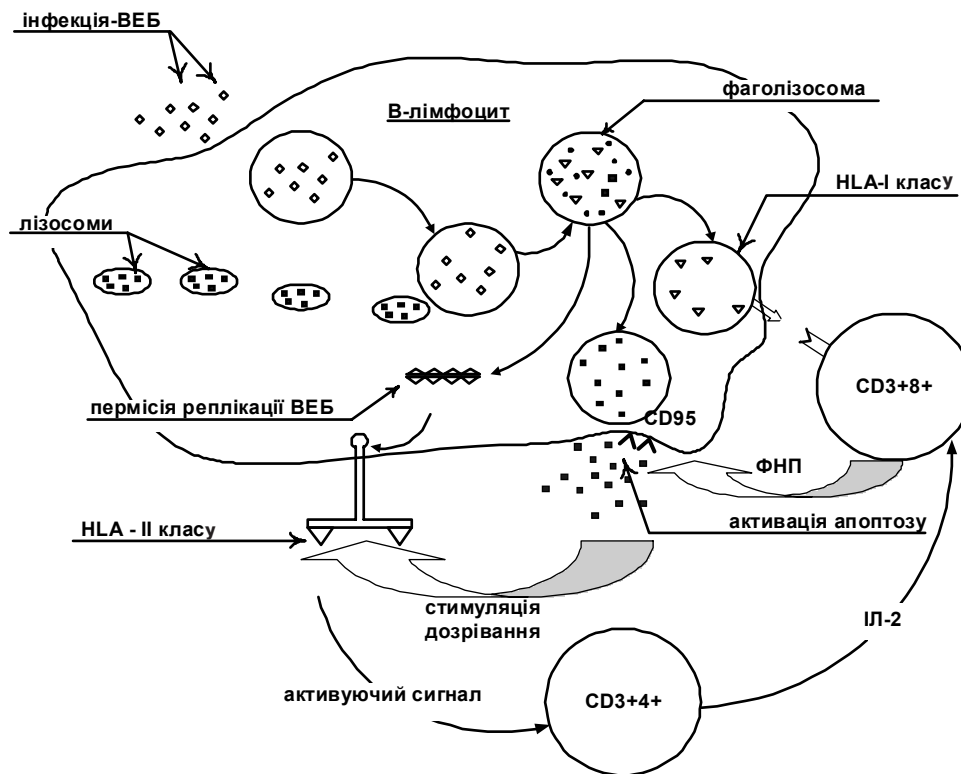 інфекція-ВЕБ
В-лімфоцит
фаголізосома
HLA-I класу
лізосоми
CD3+8+
пермісія реплікації ВЕБ
CD95
ФНП
HLA - II класу
активація апоптозу
стимуляція
дозрівання
ІЛ-2
активуючий сигнал
CD3+4+